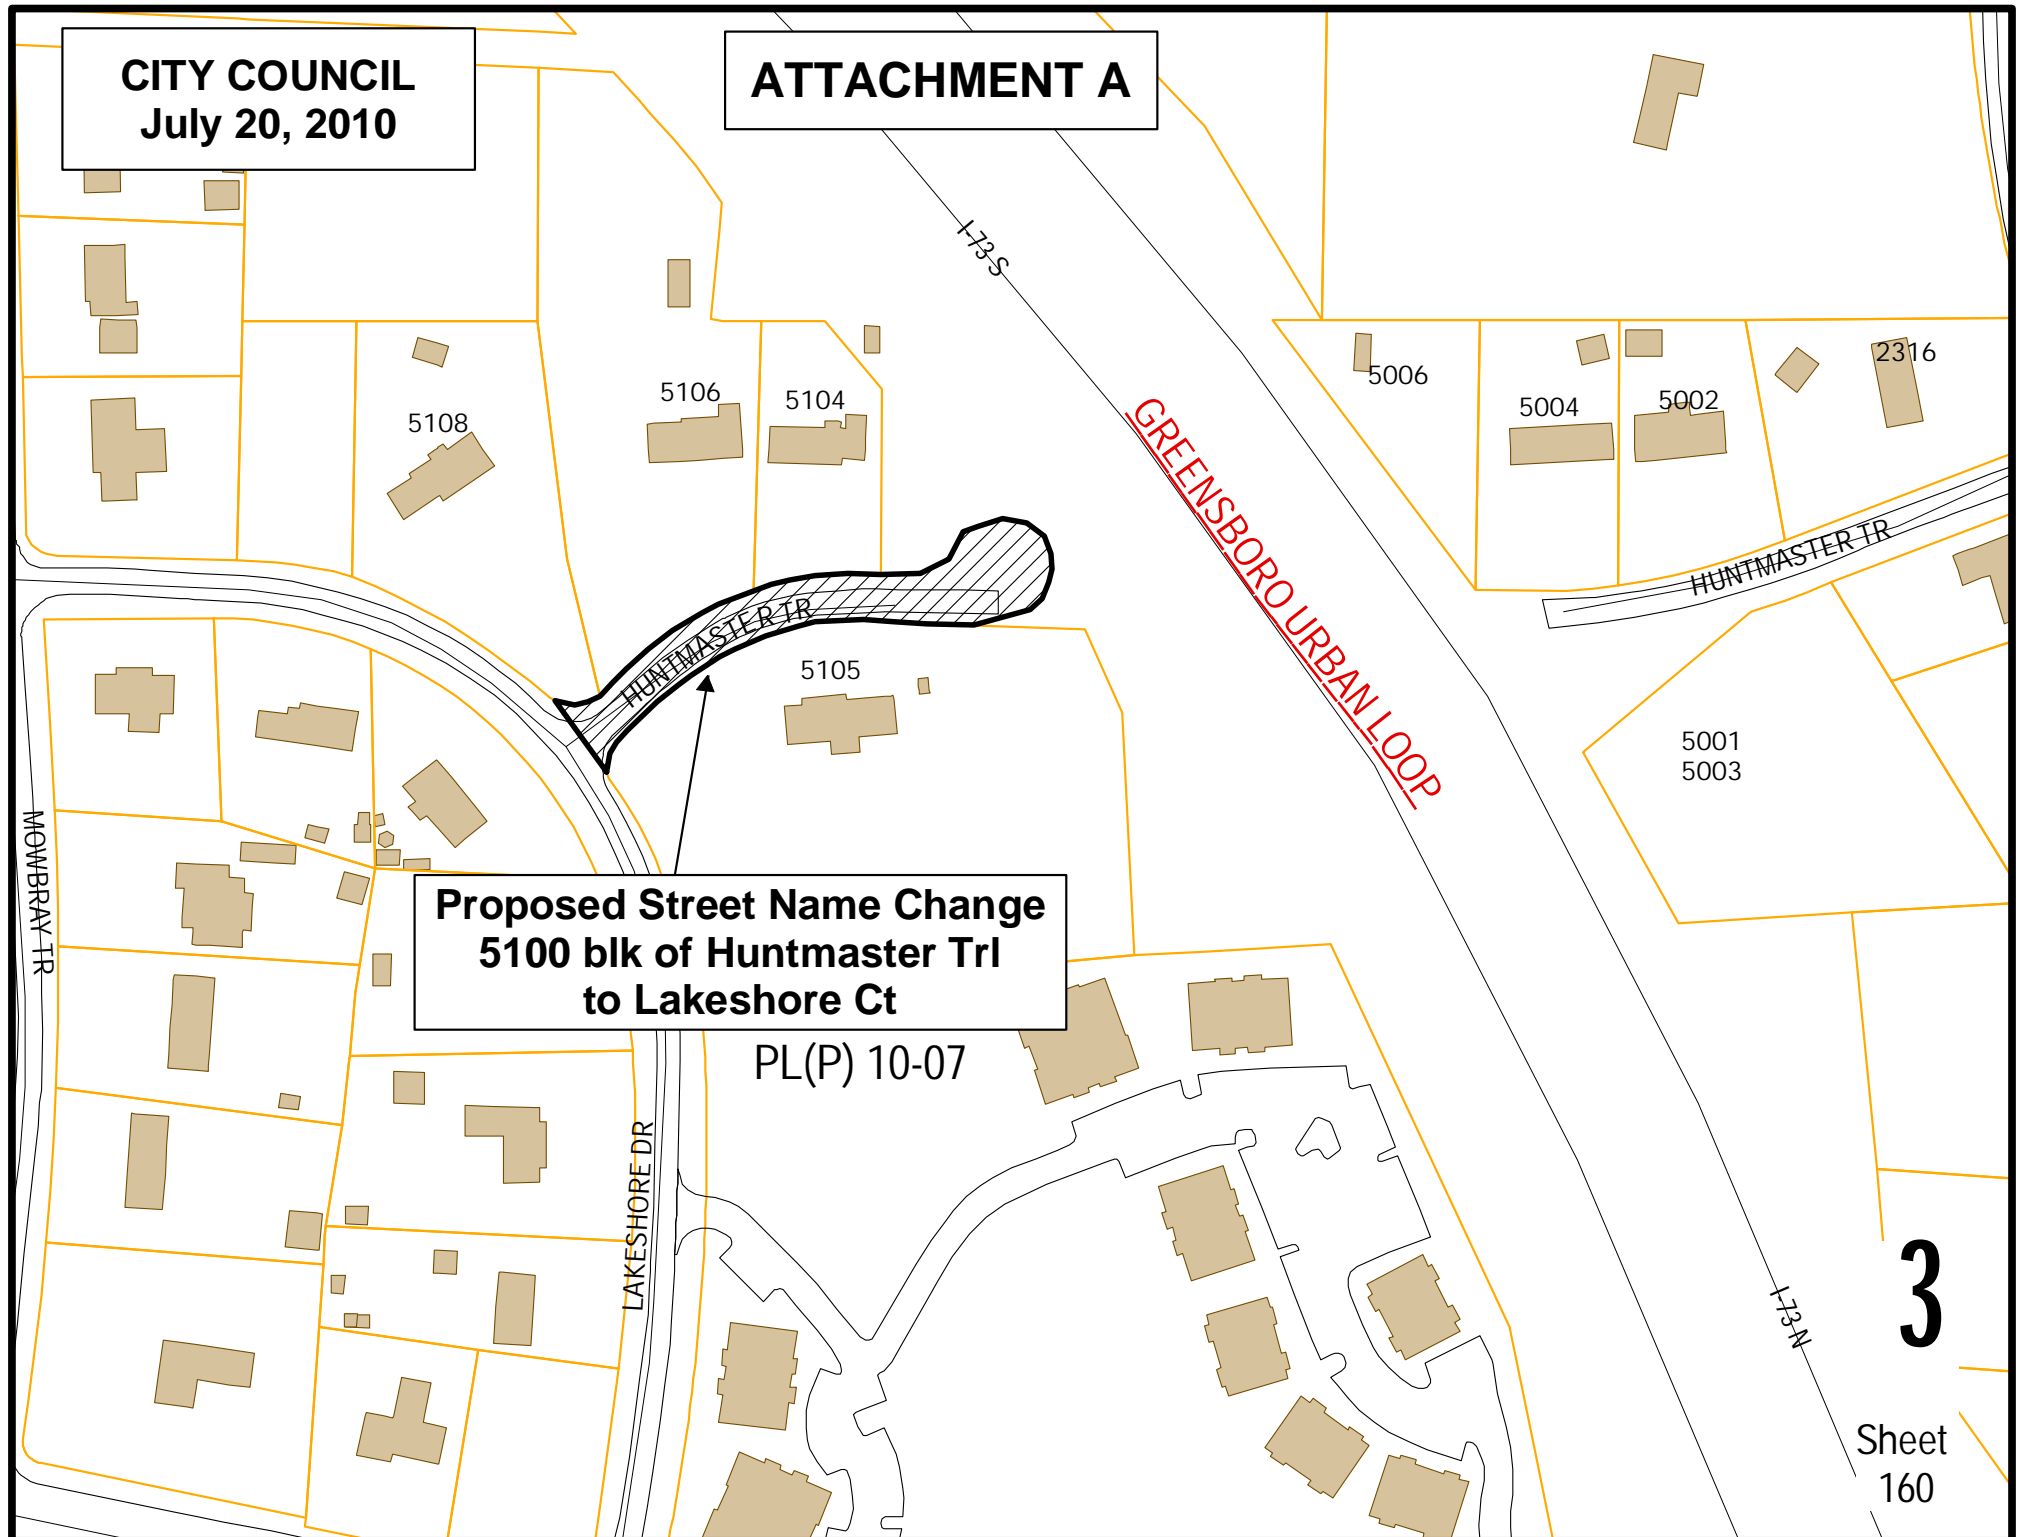 CITY COUNCIL
July 20, 2010
ATTACHMENT A
I-73 S
5106
5104
5108
5006
5004
5002
2316
GREENSBORO URBAN LOOP
HUNTMASTER TR
HUNTMASTER TR
5105
5001
5003
MOWBRAY TR
Proposed Street Name Change
5100 blk of Huntmaster Trl
to Lakeshore Ct
PL(P) 10-07
LAKESHORE DR
I-73 N
3
Sheet
160